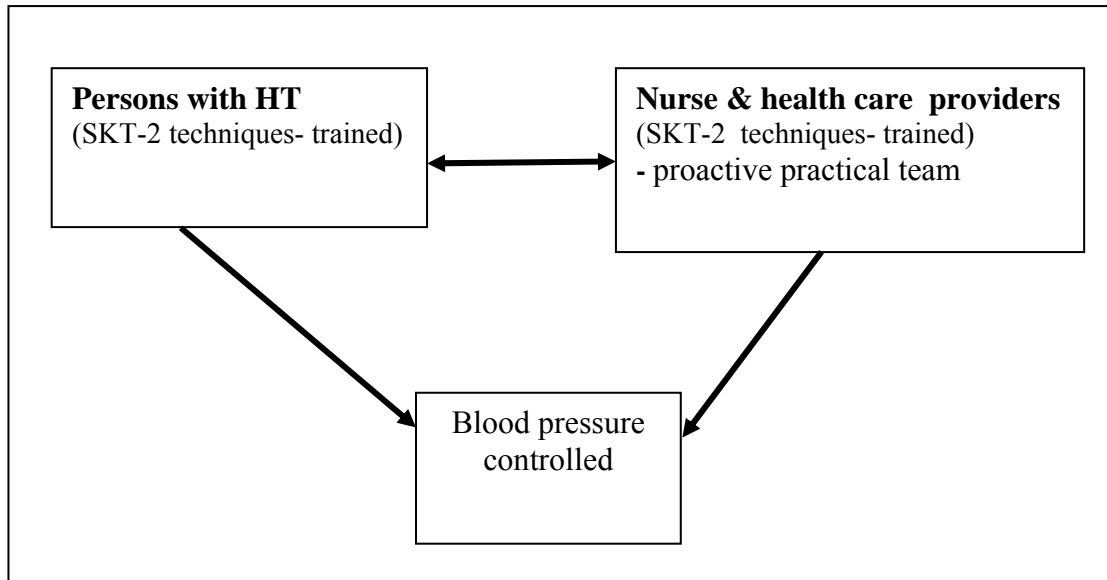 Persons with HT
(SKT-2 techniques- trained)
Nurse & health care  providers
(SKT-2  techniques- trained)
- proactive practical team
Blood pressure
controlled